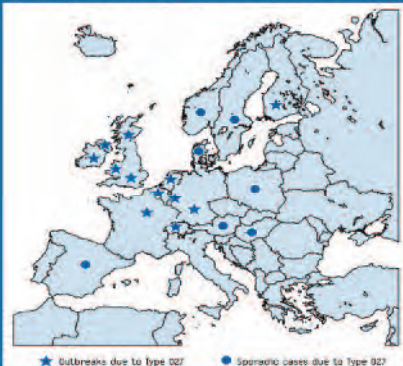 ★ Outbreaks due to Type 027 ● Sporadic cases due to Type 027